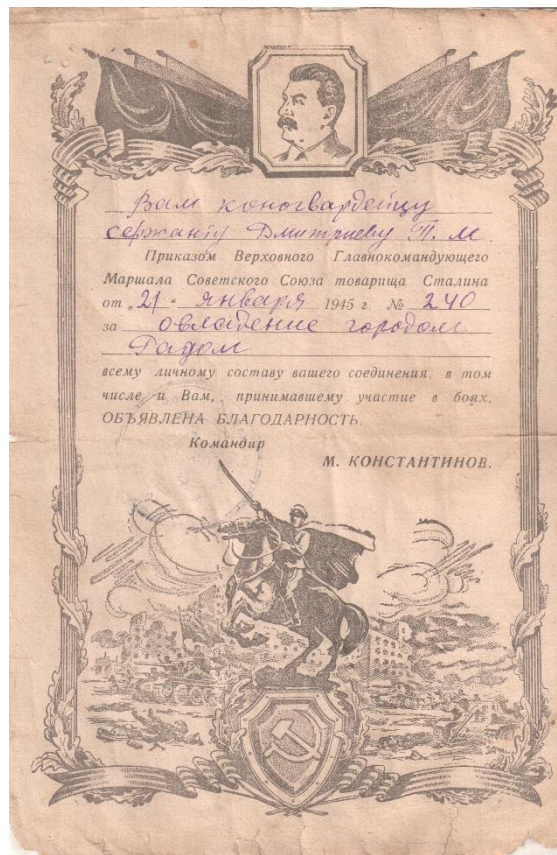 Вам коногвардейцу
сержанту Дмитриеву П. М.
Приказом Верховного Главнокомандующего
Маршала Советского Союза товарища Сталина
от „21“ января 1945 г. № 240
за овладение городом
Радом
всему личному составу вашего соединения, в том
числе и Вам, принимавшему участие в боях,
ОБЪЯВЛЕНА БЛАГОДАРНОСТЬ.
Командир
М. КОНСТАНТИНОВ.